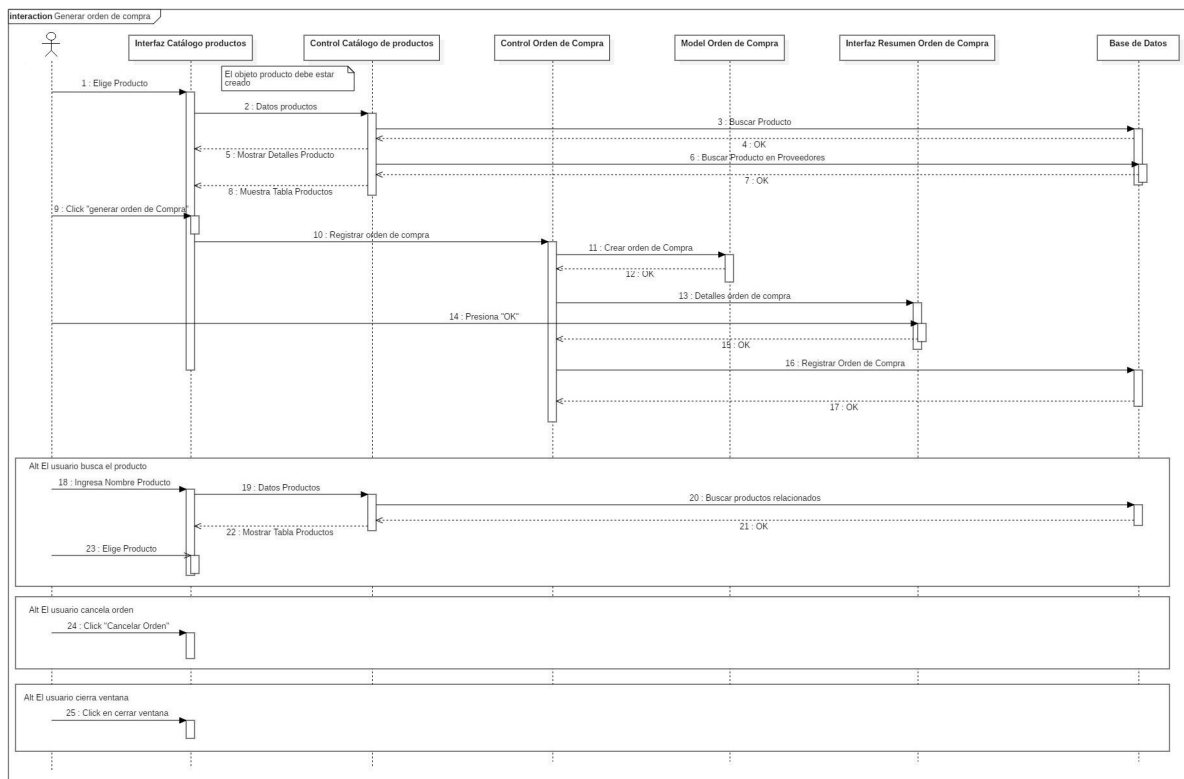 interaction Generar orden de compra
Interfaz Catálogo productos
Control Catálogo de productos
Control Orden de Compra
Model Orden de Compra
Interfaz Resumen Orden de Compra
Base de Datos
El objeto producto debe estar
creado
1 : Elige Producto
2 : Datos productos
3 : Buscar Producto
4 : OK
5 : Mostrar Detalles Producto
6 : Buscar Producto en Proveedores
7 : OK
8 : Muestra Tabla Productos
9 : Click "generar orden de Compra"
10 : Registrar orden de compra
11 : Crear orden de Compra
12 : OK
13 : Detalles orden de compra
14 : Presiona "OK"
15 : OK
16 : Registrar Orden de Compra
17 : OK
Alt El usuario busca el producto
18 : Ingresa Nombre Producto
19 : Datos Productos
20 : Buscar productos relacionados
21 : OK
22 : Mostrar Tabla Productos
23 : Elige Producto
Alt El usuario cancela orden
24 : Click "Cancelar Orden"
Alt El usuario cierra ventana
25 : Click en cerrar ventana